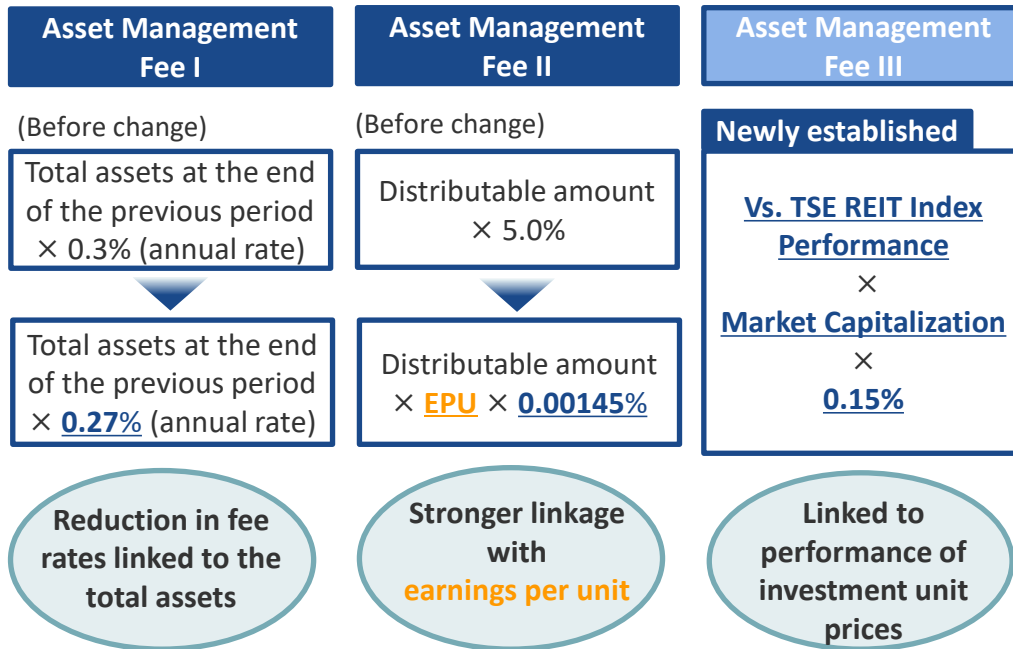 Asset Management
Fee I
(Before change)
Total assets at the end
of the previous period
× 0.3% (annual rate)
Total assets at the end
of the previous period
× 0.27% (annual rate)
Reduction in fee
rates linked to the
total assets
Asset Management
Fee II
(Before change)
Distributable amount
× 5.0%
Distributable amount
× EPU × 0.00145%
Stronger linkage
with
earnings per unit
Asset Management
Fee III
Newly established
Vs. TSE REIT Index
Performance
×
Market Capitalization
×
0.15%
Linked to
performance of
investment unit
prices